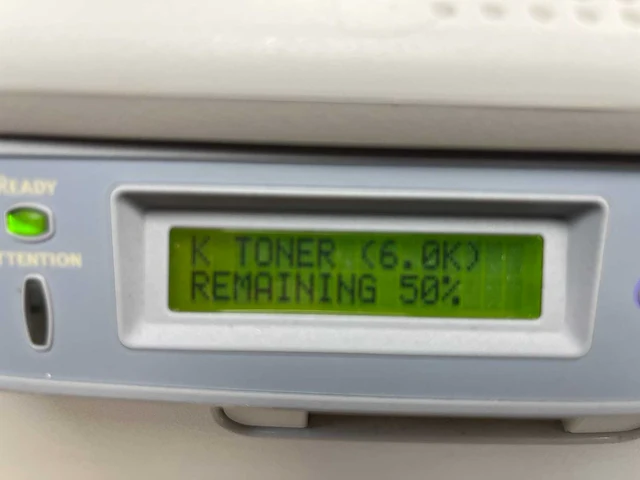 READY
ATTENTION
K TONER (6.0K)
REMAINING 50%